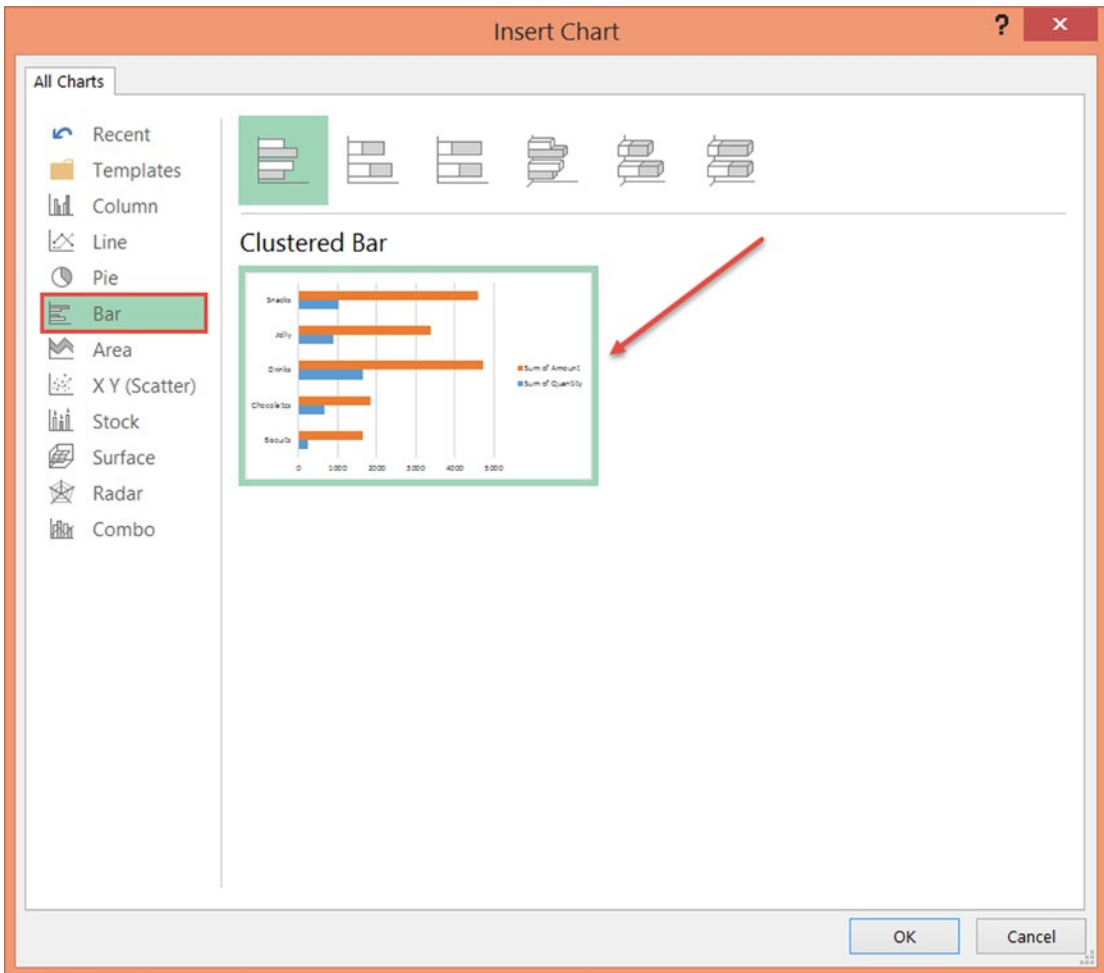 Insert Chart
?
All Charts
Recent
Templates
Column
Line
Pie
Bar
Area
X Y (Scatter)
Stock
Surface
Radar
Combo
Clustered Bar
Snacks
Jolly
Drinks
Chocolates
Biscuits
0 1000 2000 3000 4000 5000
Sum of Amount
Sum of Quantity
OK
Cancel